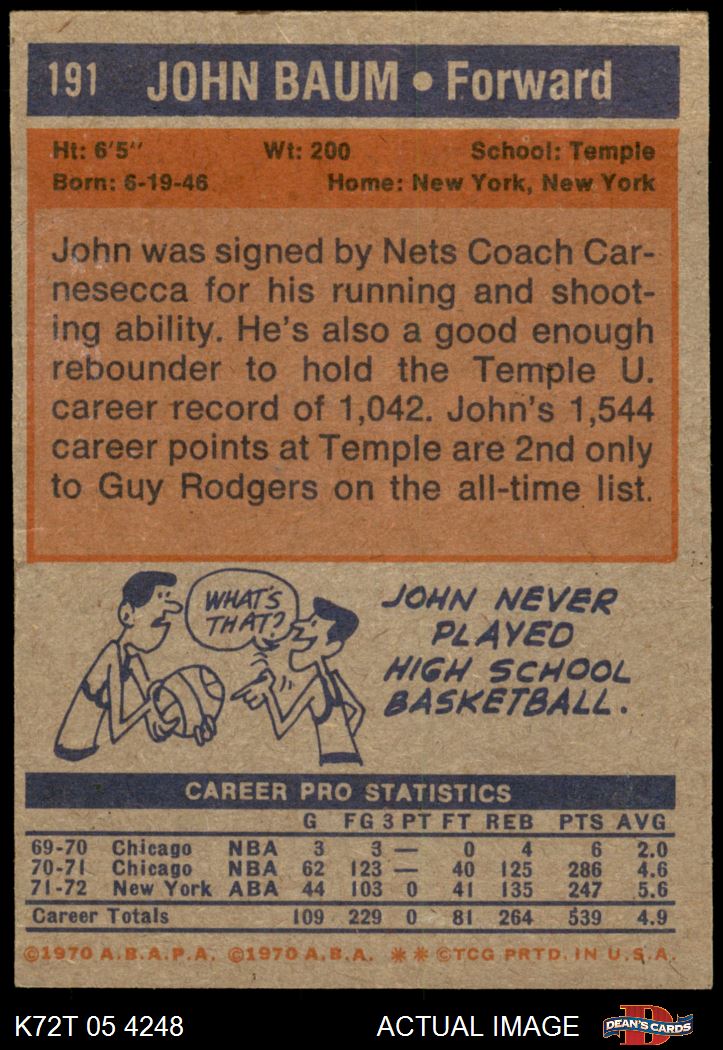 191 JOHN BAUM • Forward
Ht: 6'5" Wt: 200 School: Temple
Born: 6-19-46 Home: New York, New York
John was signed by Nets Coach Car-
nesecca for his running and shoot-
ing ability. He's also a good enough
rebounder to hold the Temple U.
career record of 1,042. John's 1,544
career points at Temple are 2nd only
to Guy Rodgers on the all-time list.
WHAT'S
THAT?
JOHN NEVER
PLAYED
HIGH SCHOOL
BASKETBALL.
CAREER PRO STATISTICS
G FG 3 PT FT REB PTS AVG
69-70 Chicago NBA 3 3 — 0 4 6 2.0
70-71 Chicago NBA 62 123 — 40 125 286 4.6
71-72 New York ABA 44 103 0 41 135 247 5.6
Career Totals 109 229 0 81 264 539 4.9
©1970 A.B.A.P.A. ©1970 A.B.A. ** ©TCG PRTD. IN U.S.A.
K72T 05 4248 ACTUAL IMAGE D DEAN'S CARDS